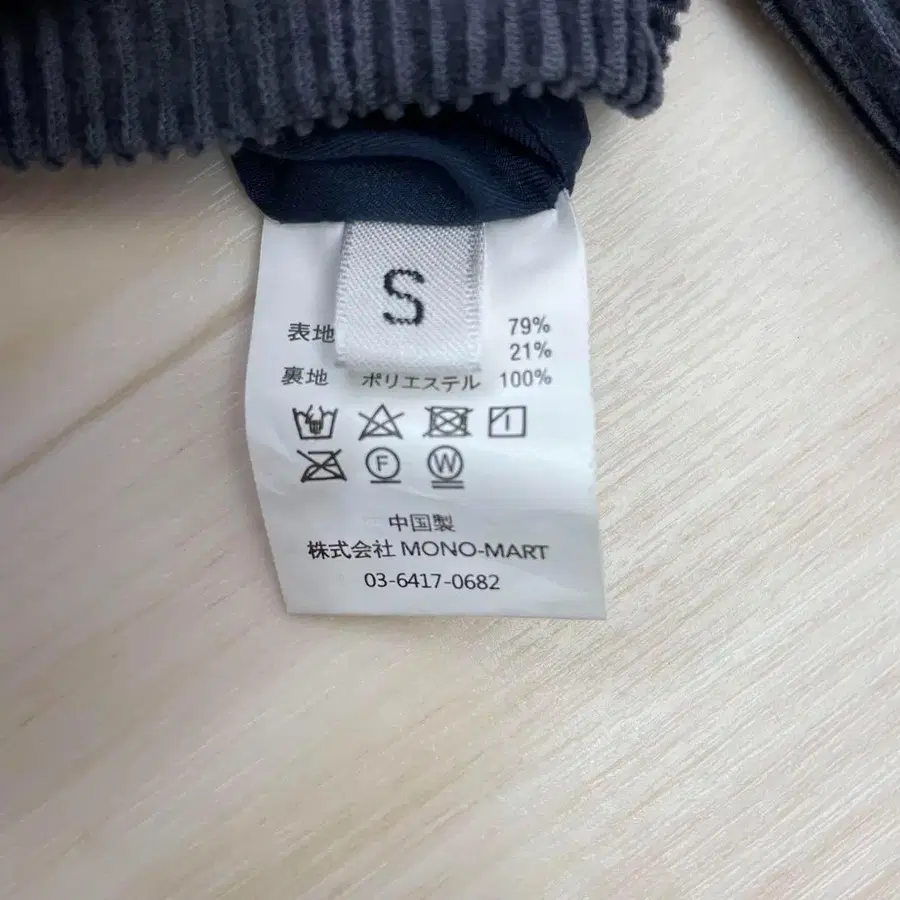 S
表地 79%
21%
裏地 ポリエステル 100%
F W
中国製
株式会社 MONO-MART
03-6417-0682